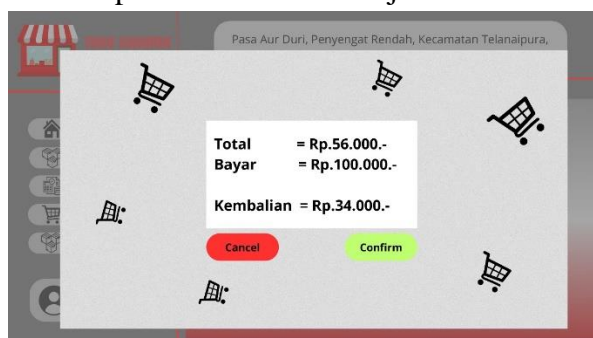 Pasa Aur Duri, Penyengat Rendah, Kecamatan Telanaipura,
Total = Rp.56.000.-
Bayar = Rp.100.000.-
Kembalian = Rp.34.000.-
Cancel
Confirm